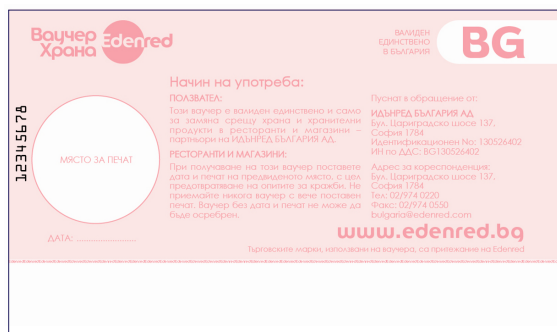 Ваучер
Храна
Edenred
ВАЛИДЕН
ЕДИНСТВЕНО
В БЪЛГАРИЯ
BG
12345678
МЯСТО ЗА ПЕЧАТ
ДАТА: ......................
Начин на употреба:
ПОЛЗВАТЕЛ:
Този ваучер е валиден единствено и само
за замяна срещу храна и хранителни
продукти в ресторанти и магазини –
партньори на ИДЪНРЕД БЪЛГАРИЯ АД.
РЕСТОРАНТИ И МАГАЗИНИ:
При получаване на този ваучер поставете
дата и печат на предвиденото място, с цел
предотвратяване на опитите за кражби. Не
приемайте никога ваучер с вече поставен
печат. Ваучер без дата и печат не може да
бъде осребрен.
Пуснат в обращение от:
ИДЪНРЕД БЪЛГАРИЯ АД
Бул. Цариградско шосе 137,
София 1784
Идентификационен No: 130526402
ИН по ДДС: BG130526402
Адрес за кореспонденция:
Бул. Цариградско шосе 137,
София 1784
Тел: 02/974 0220
Факс: 02/974 0550
bulgaria@edenred.com
www.edenred.bg
Търговските марки, използвани на ваучера, са притежание на Edenred